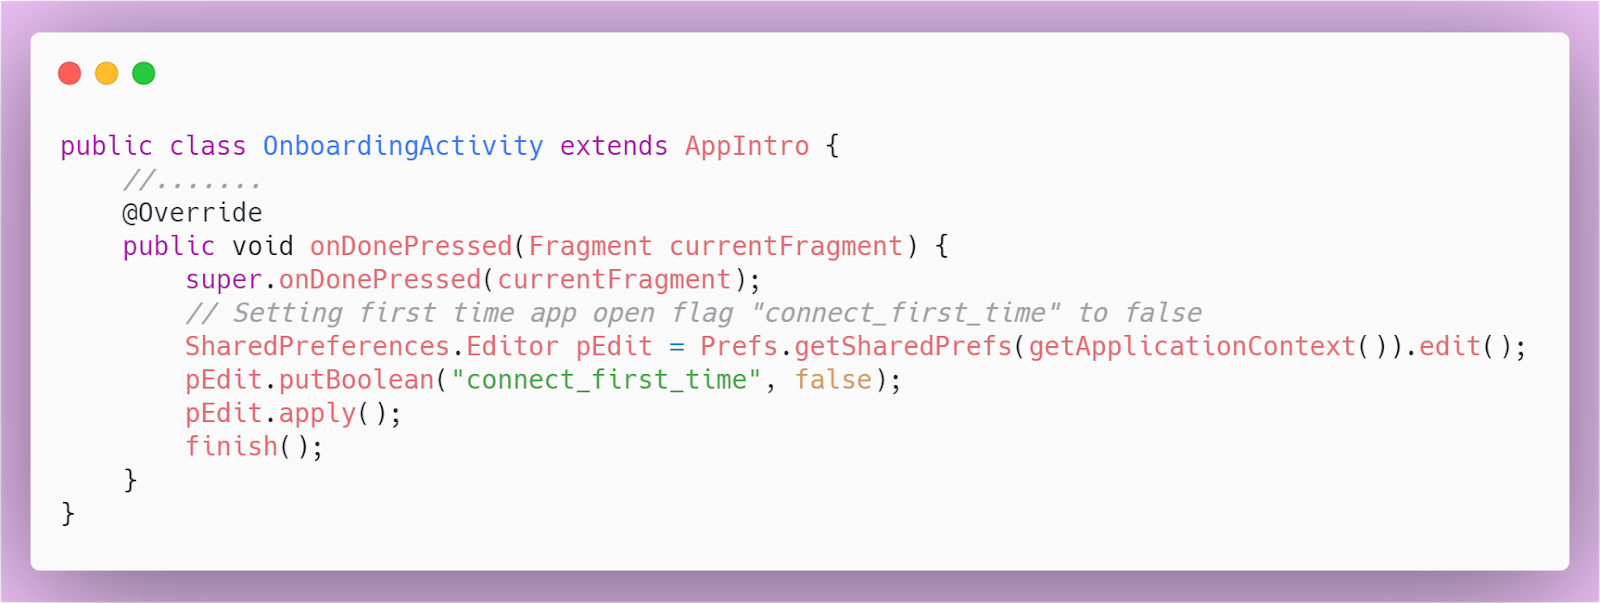 public class OnboardingActivity extends AppIntro {
    //.......
    @Override
    public void onDonePressed(Fragment currentFragment) {
        super.onDonePressed(currentFragment);
        // Setting first time app open flag "connect_first_time" to false
        SharedPreferences.Editor pEdit = Prefs.getSharedPrefs(getApplicationContext()).edit();
        pEdit.putBoolean("connect_first_time", false);
        pEdit.apply();
        finish();
    }
}